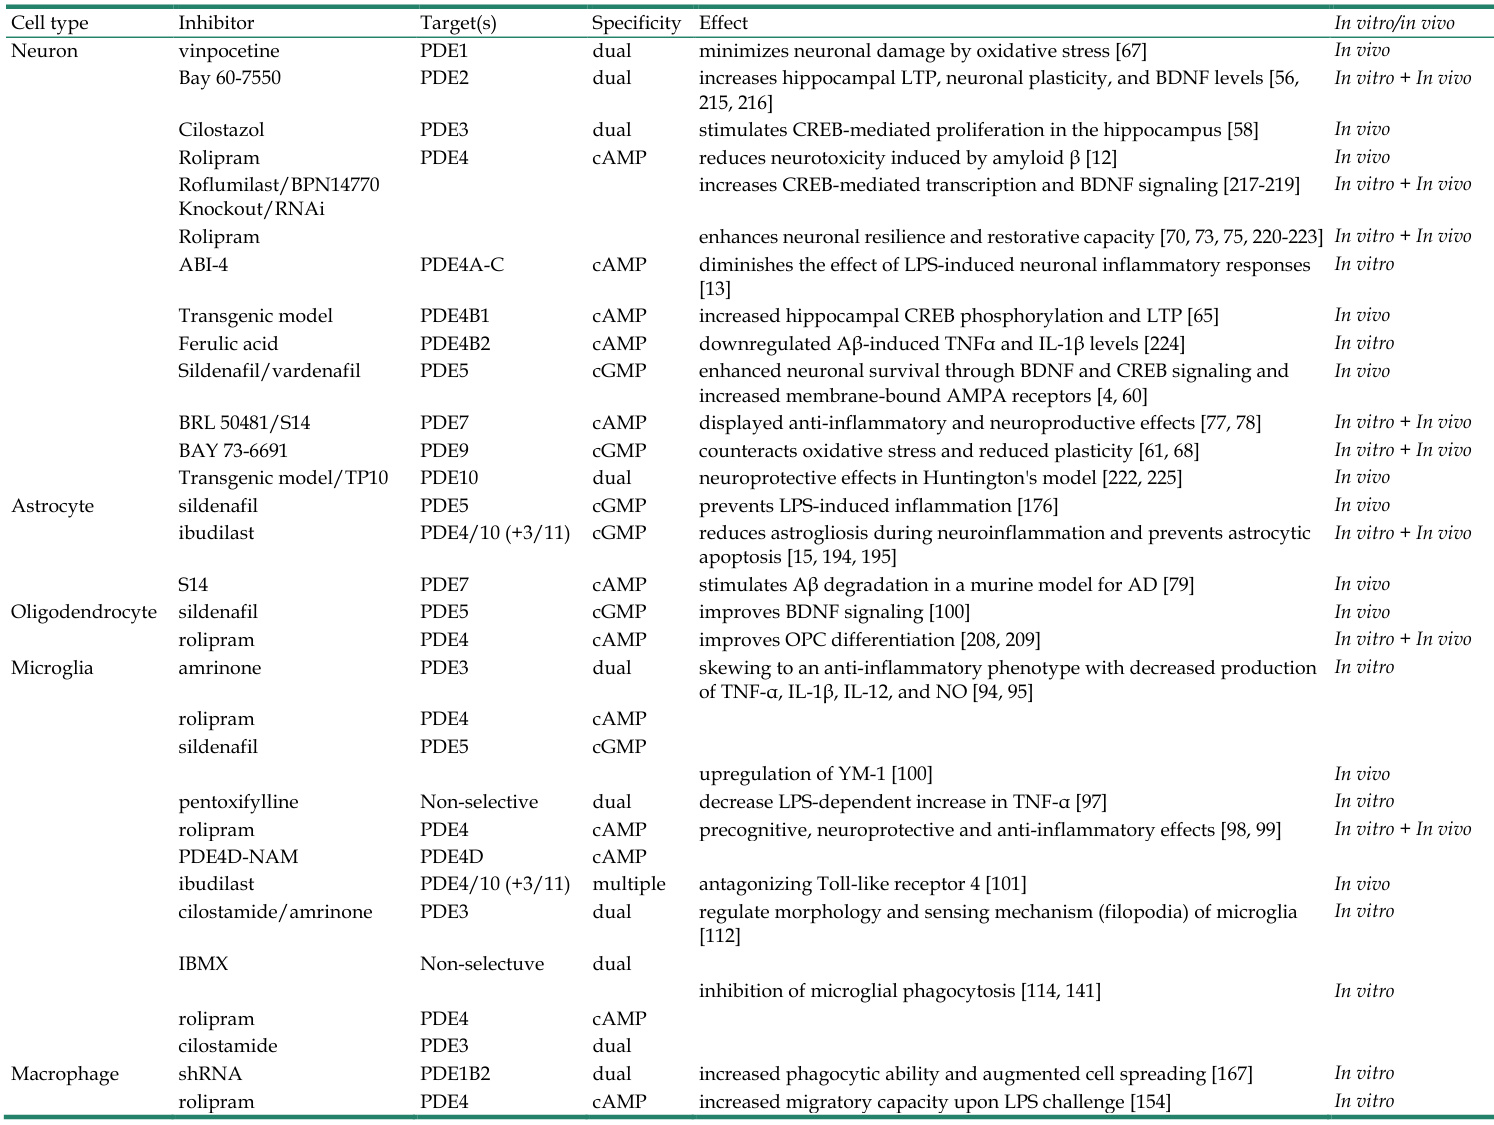 Cell type Inhibitor Target(s) Specificity Effect In vitro/in vivo
Neuron vinpocetine PDE1 dual minimizes neuronal damage by oxidative stress [67] In vivo
Bay 60-7550 PDE2 dual increases hippocampal LTP, neuronal plasticity, and BDNF levels [56, In vitro + In vivo
215, 216]
Cilostazol PDE3 dual stimulates CREB-mediated proliferation in the hippocampus [58] In vivo
Rolipram PDE4 cAMP reduces neurotoxicity induced by amyloid β [12] In vivo
Roflumilast/BPN14770 increases CREB-mediated transcription and BDNF signaling [217-219] In vitro + In vivo
Knockout/RNAi
Rolipram enhances neuronal resilience and restorative capacity [70, 73, 75, 220-223] In vitro + In vivo
ABI-4 PDE4A-C cAMP diminishes the effect of LPS-induced neuronal inflammatory responses In vitro
[13]
Transgenic model PDE4B1 cAMP increased hippocampal CREB phosphorylation and LTP [65] In vivo
Ferulic acid PDE4B2 cAMP downregulated Aβ-induced TNFα and IL-1β levels [224] In vitro
Sildenafil/vardenafil PDE5 cGMP enhanced neuronal survival through BDNF and CREB signaling and In vivo
increased membrane-bound AMPA receptors [4, 60]
BRL 50481/S14 PDE7 cAMP displayed anti-inflammatory and neuroproductive effects [77, 78] In vitro + In vivo
BAY 73-6691 PDE9 cGMP counteracts oxidative stress and reduced plasticity [61, 68] In vitro + In vivo
Transgenic model/TP10 PDE10 dual neuroprotective effects in Huntington's model [222, 225] In vivo
Astrocyte sildenafil PDE5 cGMP prevents LPS-induced inflammation [176] In vivo
ibudilast PDE4/10 (+3/11) cGMP reduces astrogliosis during neuroinflammation and prevents astrocytic In vitro + In vivo
apoptosis [15, 194, 195]
S14 PDE7 cAMP stimulates Aβ degradation in a murine model for AD [79] In vivo
Oligodendrocyte sildenafil PDE5 cGMP improves BDNF signaling [100] In vivo
rolipram PDE4 cAMP improves OPC differentiation [208, 209] In vitro + In vivo
Microglia amrinone PDE3 dual skewing to an anti-inflammatory phenotype with decreased production In vitro
of TNF-α, IL-1β, IL-12, and NO [94, 95]
rolipram PDE4 cAMP
sildenafil PDE5 cGMP
upregulation of YM-1 [100] In vivo
pentoxifylline Non-selective dual decrease LPS-dependent increase in TNF-α [97] In vitro
rolipram PDE4 cAMP precognitive, neuroprotective and anti-inflammatory effects [98, 99] In vitro + In vivo
PDE4D-NAM PDE4D cAMP
ibudilast PDE4/10 (+3/11) multiple antagonizing Toll-like receptor 4 [101] In vivo
cilostamide/amrinone PDE3 dual regulate morphology and sensing mechanism (filopodia) of microglia In vitro
[112]
IBMX Non-selectuve dual
inhibition of microglial phagocytosis [114, 141] In vitro
rolipram PDE4 cAMP
cilostamide PDE3 dual
Macrophage shRNA PDE1B2 dual increased phagocytic ability and augmented cell spreading [167] In vitro
rolipram PDE4 cAMP increased migratory capacity upon LPS challenge [154] In vitro